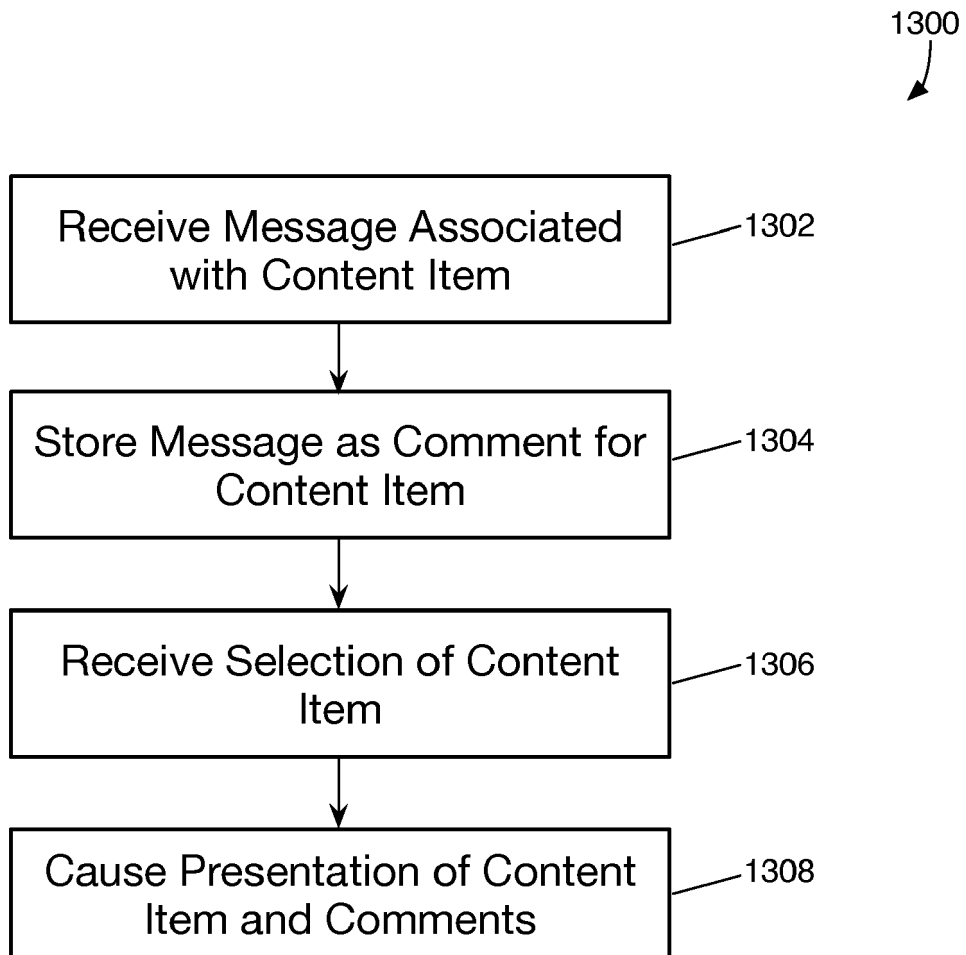 1300
Receive Message Associated
with Content Item
1302
Store Message as Comment for
Content Item
1304
Receive Selection of Content
Item
1306
Cause Presentation of Content
Item and Comments
1308